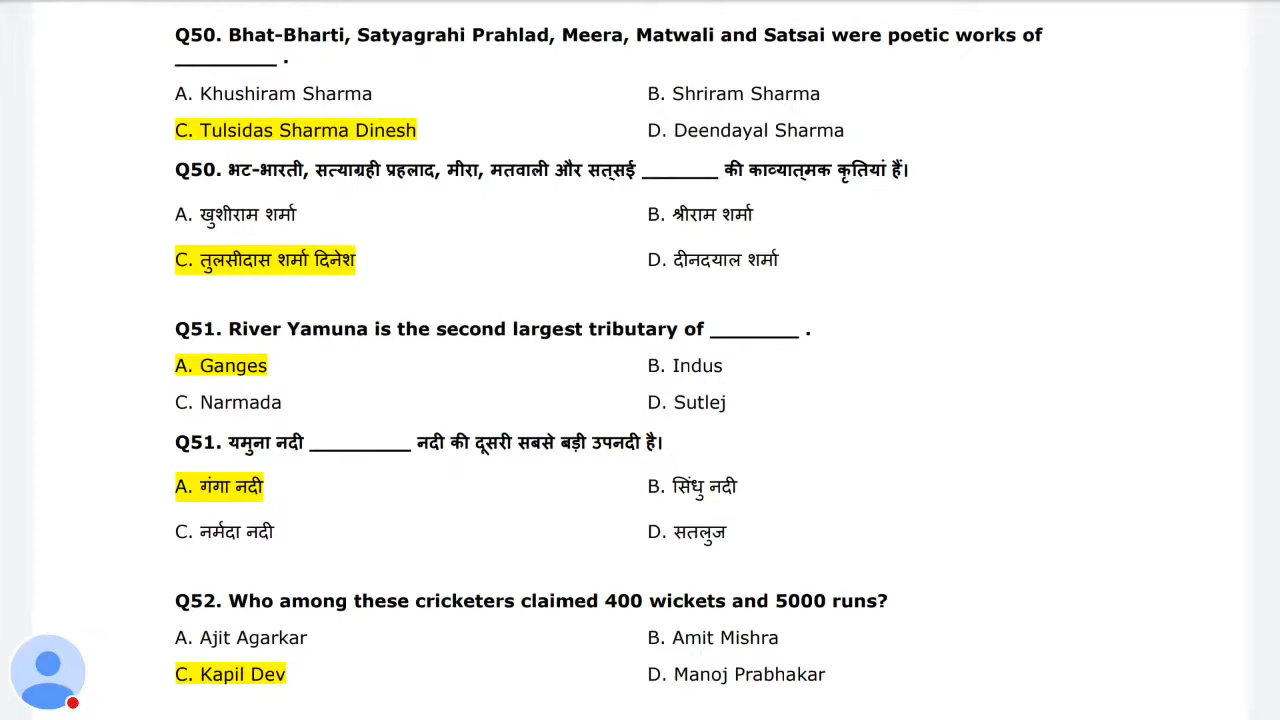 Q50. Bhat-Bharti, Satyagrahi Prahlad, Meera, Matwali and Satsai were poetic works of
_________ .
A. Khushiram Sharma B. Shriram Sharma
C. Tulsidas Sharma Dinesh D. Deendayal Sharma
Q50. भट-भारती, सत्याग्रही प्रहलाद, मीरा, मतवाली और सत्सई _______ की काव्यात्मक कृतियां हैं।
A. खुशीराम शर्मा B. श्रीराम शर्मा
C. तुलसीदास शर्मा दिनेश D. दीनदयाल शर्मा
Q51. River Yamuna is the second largest tributary of ________ .
A. Ganges B. Indus
C. Narmada D. Sutlej
Q51. यमुना नदी _________ नदी की दूसरी सबसे बड़ी उपनदी है।
A. गंगा नदी B. सिंधु नदी
C. नर्मदा नदी D. सतलुज
Q52. Who among these cricketers claimed 400 wickets and 5000 runs?
A. Ajit Agarkar B. Amit Mishra
C. Kapil Dev D. Manoj Prabhakar